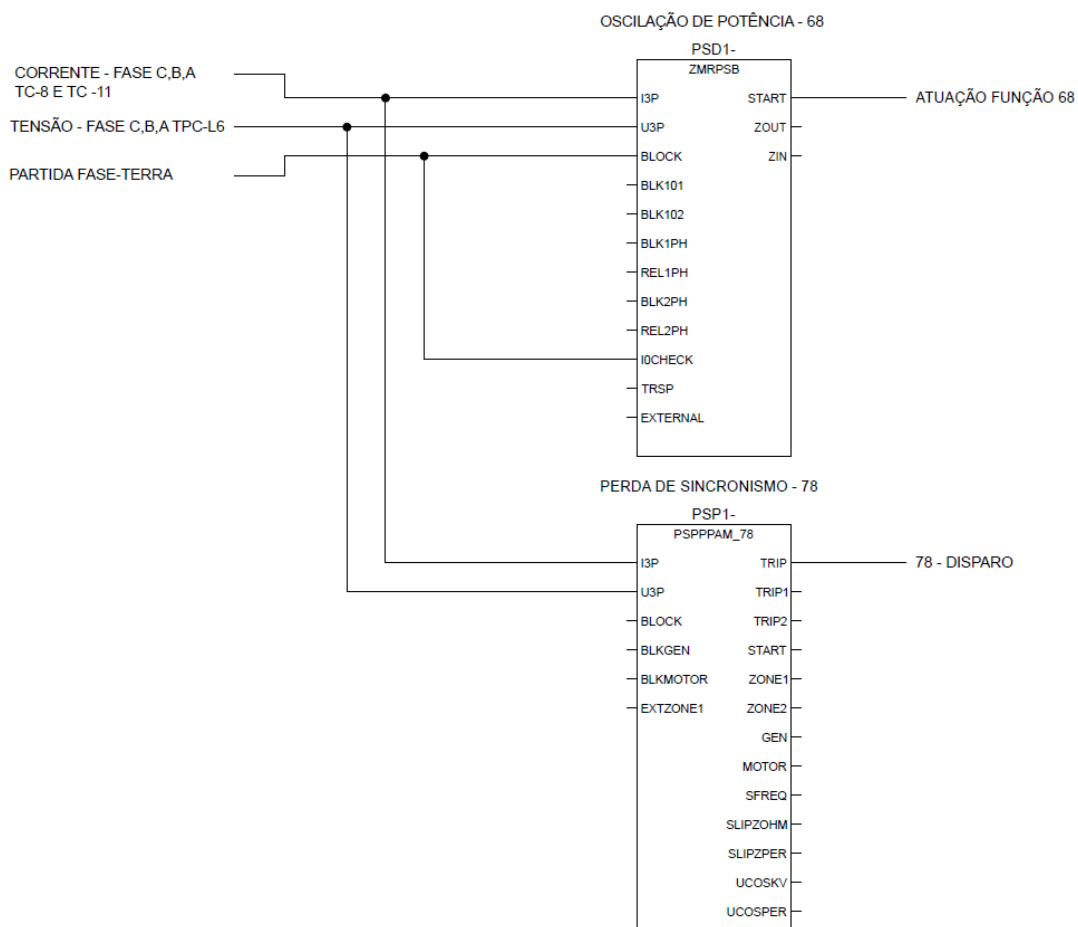 OSCILAÇÃO DE POTÊNCIA - 68
PSD1-
ZMRPSB
CORRENTE - FASE C,B,A
TC-8 E TC -11
TENSÃO - FASE C,B,A TPC-L6
PARTIDA FASE-TERRA
I3P START ATUAÇÃO FUNÇÃO 68
U3P ZOUT
BLOCK ZIN
BLK101
BLK102
BLK1PH
REL1PH
BLK2PH
REL2PH
I0CHECK
TRSP
EXTERNAL
PERDA DE SINCRONISMO - 78
PSP1-
PSPPPAM_78
I3P TRIP 78 - DISPARO
U3P TRIP1
BLOCK TRIP2
BLKGEN START
BLKMOTOR ZONE1
EXTZONE1 ZONE2
GEN
MOTOR
SFREQ
SLIPZOHM
SLIPZPER
UCOSKV
UCOSPER